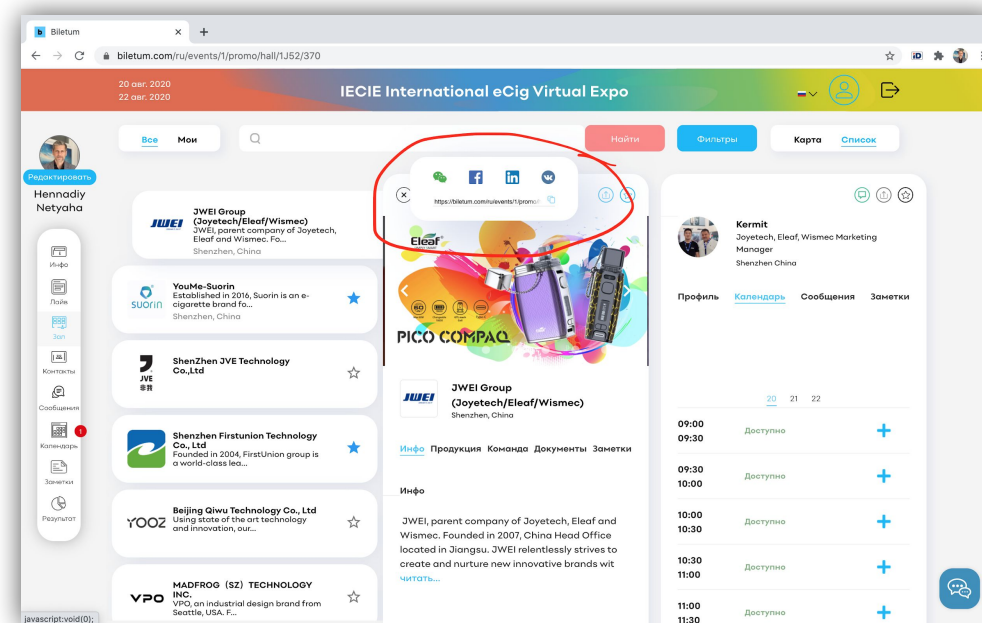 Biletum
biletum.com/ru/events/1/promo/hall/1J52/370
20 авг. 2020
22 авг. 2020
IECIE International eCig Virtual Expo
Все Мои
Найти
Фильтры
Карта Список
Редактировать
Hennadiy
Netyaha
Инфо
Лайв
Зал
Контакты
Сообщения
Календарь
1
Заметки
Результат
JWEI
JWEI Group
(Joyetech/Eleaf/Wismec)
JWEI, parent company of Joyetech,
Eleaf and Wismec. Fo...
Shenzhen, China
SUORIN
YouMe-Suorin
Established in 2016, Suorin is an e-
cigarette brand fo...
Shenzhen, China
JVE
非我
ShenZhen JVE Technology
Co.,Ltd
Shenzhen Firstunion Technology
Co., Ltd
Founded in 2004, FirstUnion group is
a world-class lea...
YOOZ
Beijing Qiwu Technology Co., Ltd
Using state of the art technology
and innovation, our...
VPO
MADFROG (SZ) TECHNOLOGY
INC.
VPO, an industrial design brand from
Seattle, USA. F...
https://biletum.com/ru/events/1/promo/
Eleaf
PICO COMPAQ
JWEI
JWEI Group
(Joyetech/Eleaf/Wismec)
Shenzhen, China
Инфо Продукция Команда Документы Заметки
Инфо
JWEI, parent company of Joyetech, Eleaf and
Wismec. Founded in 2007, China Head Office
located in Jiangsu. JWEI relentlessly strives to
create and nurture new innovative brands wit
читать...
Kermit
Joyetech, Eleaf, Wismec Marketing
Manager
Shenzhen China
Профиль Календарь Сообщения Заметки
20 21 22
09:00
09:30
Доступно
09:30
10:00
Доступно
10:00
10:30
Доступно
10:30
11:00
Доступно
11:00
11:30
Доступно
javascript:void(0);